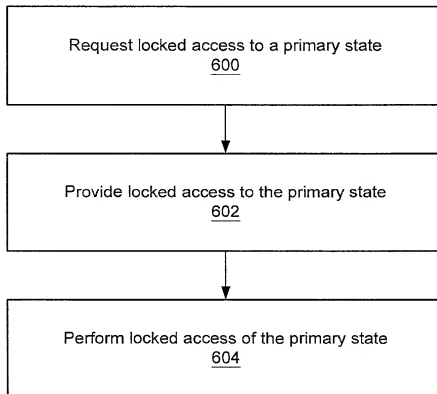 Request locked access to a primary state
600
Provide locked access to the primary state
602
Perform locked access of the primary state
604